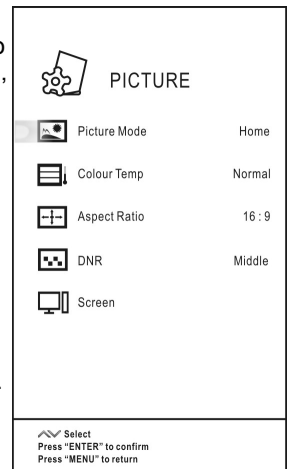 PICTURE
Picture Mode Home
Colour Temp Normal
Aspect Ratio 16 : 9
DNR Middle
Screen
Select
Press “ENTER” to confirm
Press “MENU” to return